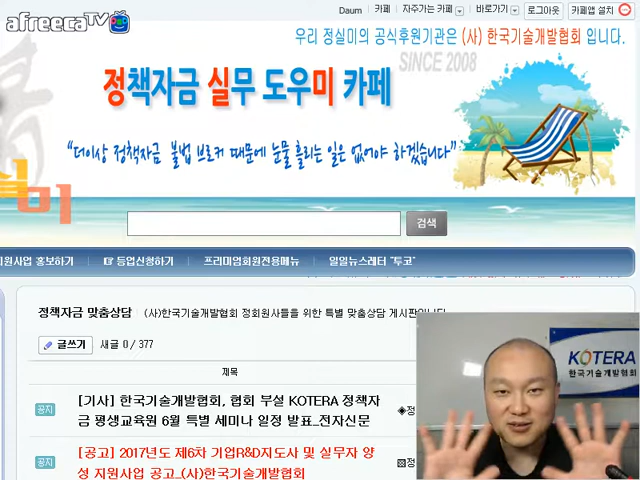 afreecaTV
Daum 카페 자주가는 카페 바로가기 로그아웃 카페앱 설치
우리 정실미의 공식후원기관은 (사) 한국기술개발협회 입니다.
SINCE 2008
정책자금 실무 도우미 카페
"더이상 정책자금 불법 브로커 때문에 눈물 흘리는 일은 없어야 하겠습니다"
실
미
검색
지원사업 홍보하기 등업신청하기 프리미엄회원전용메뉴 일일뉴스레터 "투코"
정책자금 맞춤상담 (사)한국기술개발협회 정회원사들을 위한 특별 맞춤상담 게시판입니다
글쓰기 새글 0 / 377
제목
공지 [기사] 한국기술개발협회, 협회 부설 KOTERA 정책자
금 평생교육원 6월 특별 세미나 일정 발표_전자신문
◈정
공지 [공고] 2017년도 제6차 기업R&D지도사 및 실무자 양
성 지원사업 공고_(사)한국기술개발협회
▧정
KOTERA
한국기술개발협회